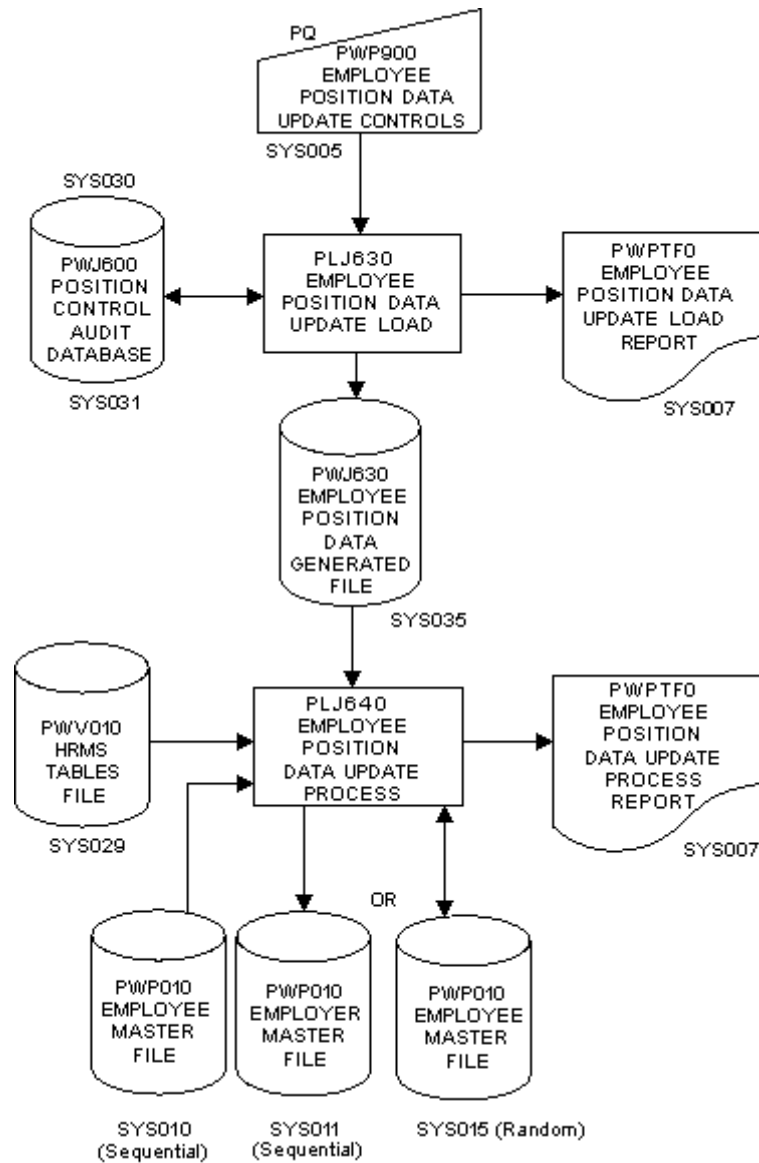 PQ
PWP900
EMPLOYEE
POSITION DATA
UPDATE CONTROLS
SYS005
SYS030
PWJ600
POSITION
CONTROL
AUDIT
DATABASE
SYS031
PLJ630
EMPLOYEE
POSITION DATA
UPDATE LOAD
PWPTF0
EMPLOYEE
POSITION DATA
UPDATE LOAD
REPORT
SYS007
PWJ630
EMPLOYEE
POSITION
DATA
GENERATED
FILE
SYS035
PWV010
HRMS
TABLES
FILE
SYS029
PLJ640
EMPLOYEE
POSITION
DATA UPDATE
PROCESS
PWPTF0
EMPLOYEE
POSITION
DATA UPDATE
PROCESS
REPORT
SYS007
OR
PWP010
EMPLOYEE
MASTER
FILE
SYS010
(Sequential)
PWP010
EMPLOYER
MASTER
FILE
SYS011
(Sequential)
PWP010
EMPLOYEE
MASTER
FILE
SYS015 (Random)